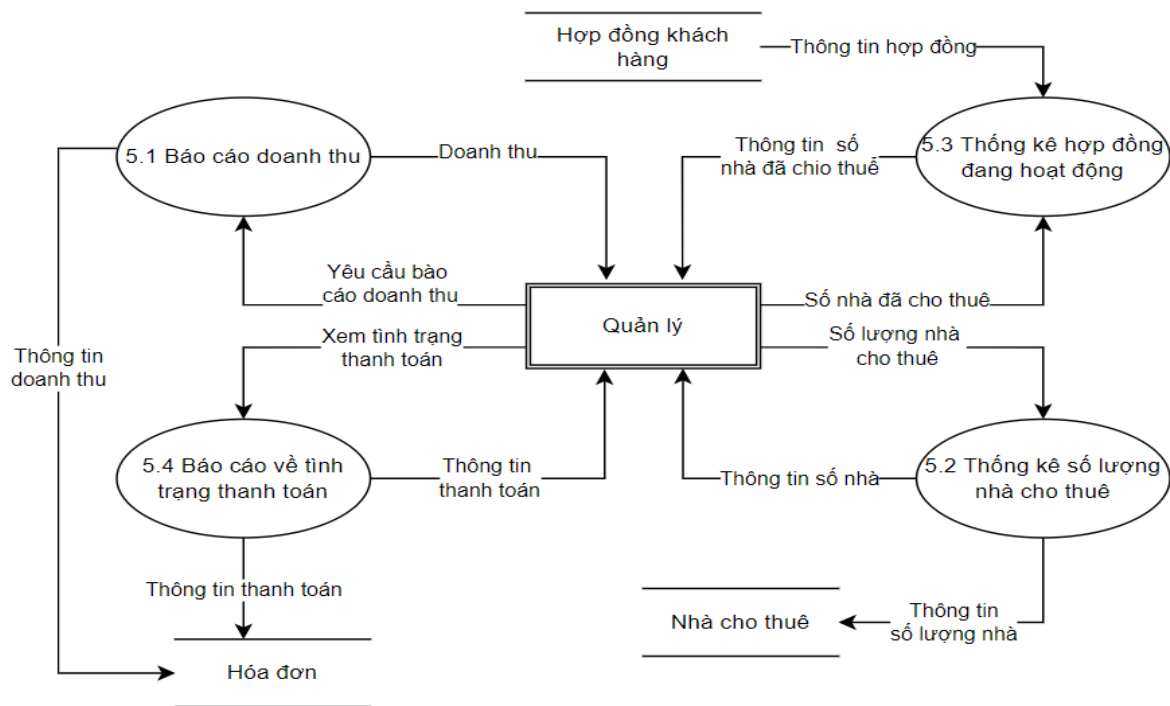 Hợp đồng khách
hàng
Thông tin hợp đồng
5.1 Báo cáo doanh thu
Doanh thu
Thông tin số
nhà đã chio thuể
5.3 Thống kê hợp đồng
đang hoạt động
Yêu cầu bào
cáo doanh thu
Quản lý
Số nhà đã cho thuê
Xem tình trạng
thanh toán
Số lượng nhà
cho thuê
Thông tin
doanh thu
5.4 Báo cáo về tình
trạng thanh toán
Thông tin
thanh toán
Thông tin số nhà
5.2 Thống kê số lượng
nhà cho thuê
Thông tin thanh toán
Nhà cho thuê
Thông tin
số lượng nhà
Hóa đơn